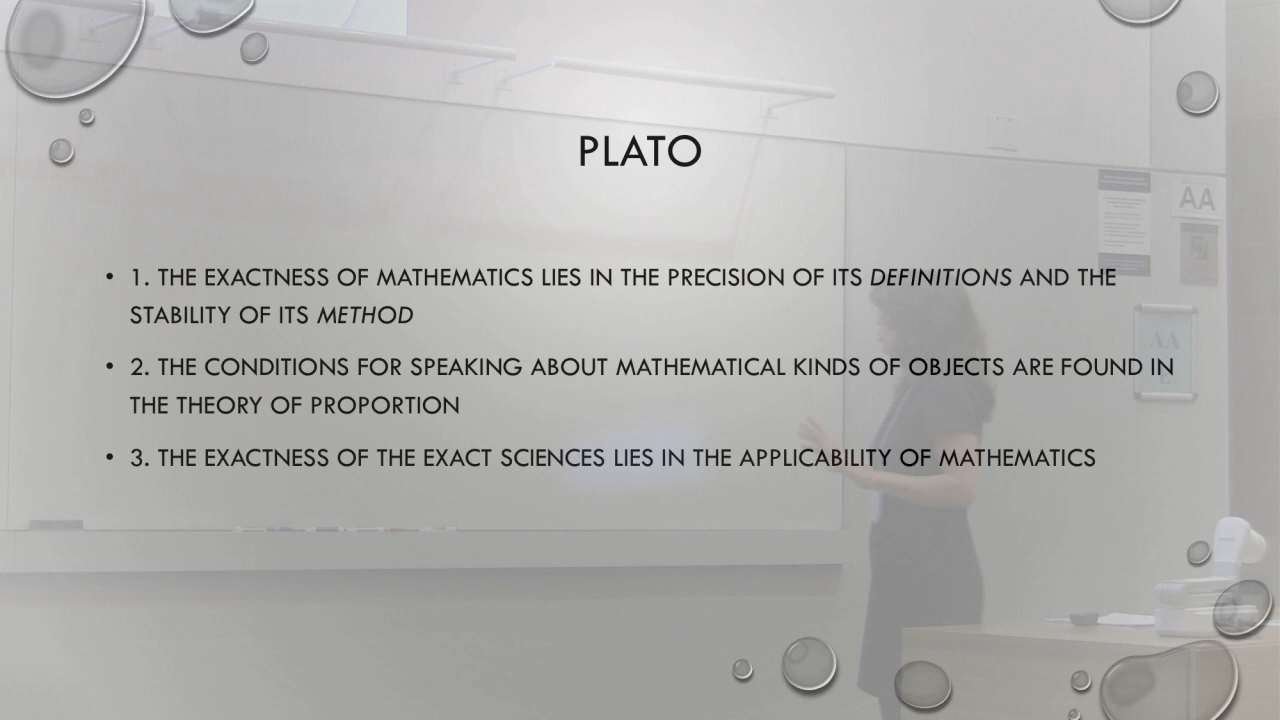 PLATO
• 1. THE EXACTNESS OF MATHEMATICS LIES IN THE PRECISION OF ITS DEFINITIONS AND THE
STABILITY OF ITS METHOD
• 2. THE CONDITIONS FOR SPEAKING ABOUT MATHEMATICAL KINDS OF OBJECTS ARE FOUND IN
THE THEORY OF PROPORTION
• 3. THE EXACTNESS OF THE EXACT SCIENCES LIES IN THE APPLICABILITY OF MATHEMATICS
AA
AA